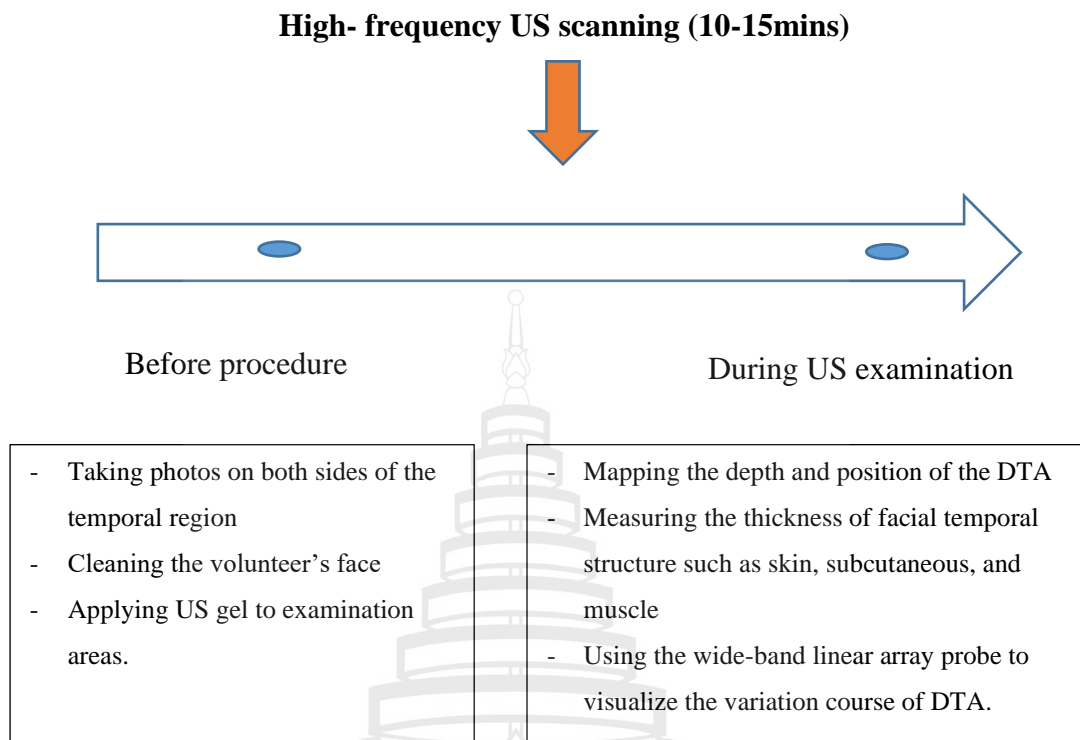 High- frequency US scanning (10-15mins)
Before procedure
During US examination
- Taking photos on both sides of the
temporal region
- Cleaning the volunteer's face
- Applying US gel to examination
areas.
- Mapping the depth and position of the DTA
- Measuring the thickness of facial temporal
structure such as skin, subcutaneous, and
muscle
- Using the wide-band linear array probe to
visualize the variation course of DTA.